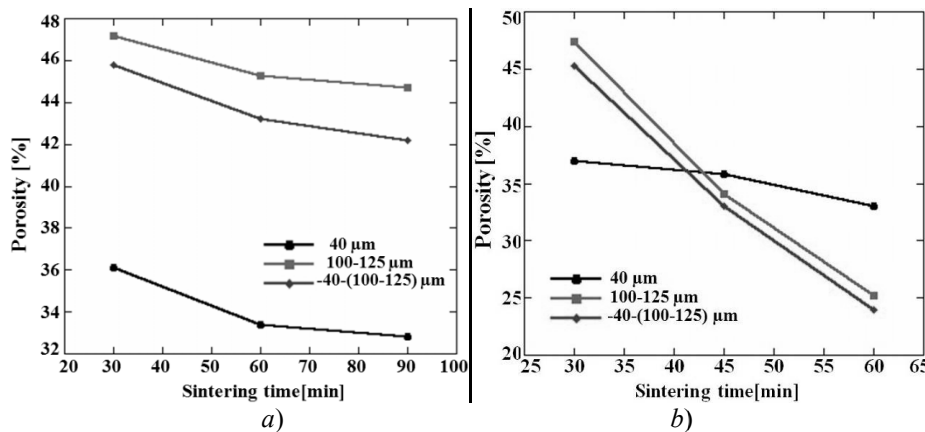 48
46
44
42
40
38
36
34
32
Porosity [%]
40 µm
100-125 µm
-40-(100-125) µm
20 30 40 50 60 70 80 90 100
Sintering time[min]
a)
50
45
40
35
30
25
20
Porosity [%]
40 µm
100-125 µm
-40-(100-125) µm
25 30 35 40 45 50 55 60 65
Sintering time[min]
b)